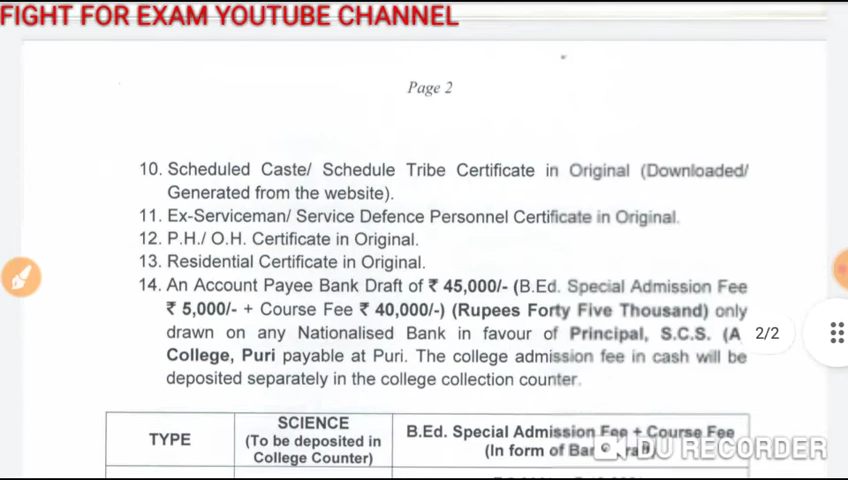 FIGHT FOR EXAM YOUTUBE CHANNEL
Page 2
10. Scheduled Caste/ Schedule Tribe Certificate in Original (Downloaded/
Generated from the website).
11. Ex-Serviceman/ Service Defence Personnel Certificate in Original.
12. P.H./ O.H. Certificate in Original.
13. Residential Certificate in Original.
14. An Account Payee Bank Draft of ₹ 45,000/- (B.Ed. Special Admission Fee
₹ 5,000/- + Course Fee ₹ 40,000/-) (Rupees Forty Five Thousand) only
drawn on any Nationalised Bank in favour of Principal, S.C.S. (A
2/2
College, Puri payable at Puri. The college admission fee in cash will be
deposited separately in the college collection counter.
TYPE
SCIENCE
(To be deposited in
College Counter)
B.Ed. Special Admission Fee + Course Fee
(In form of Ban
DU RECORDER